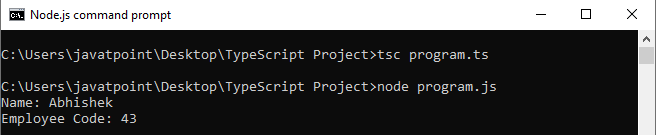 Node.js command prompt
C:\Users\javatpoint\Desktop\TypeScript Project>tsc program.ts
C:\Users\javatpoint\Desktop\TypeScript Project>node program.js
Name: Abhishek
Employee Code: 43